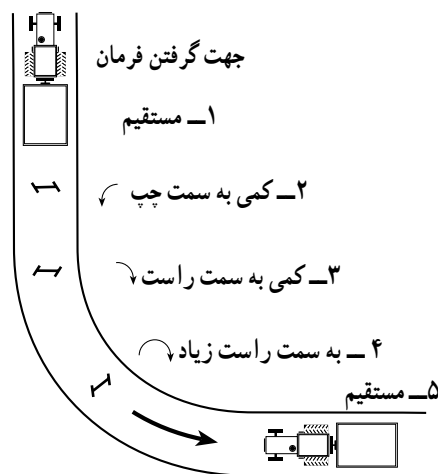 جهت گرفتن فرمان
۱ــ مستقیم
۲ــ کمی به سمت چپ
۳ــ کمی به سمت راست
۴ ــ به سمت راست زیاد
۵ــ مستقیم